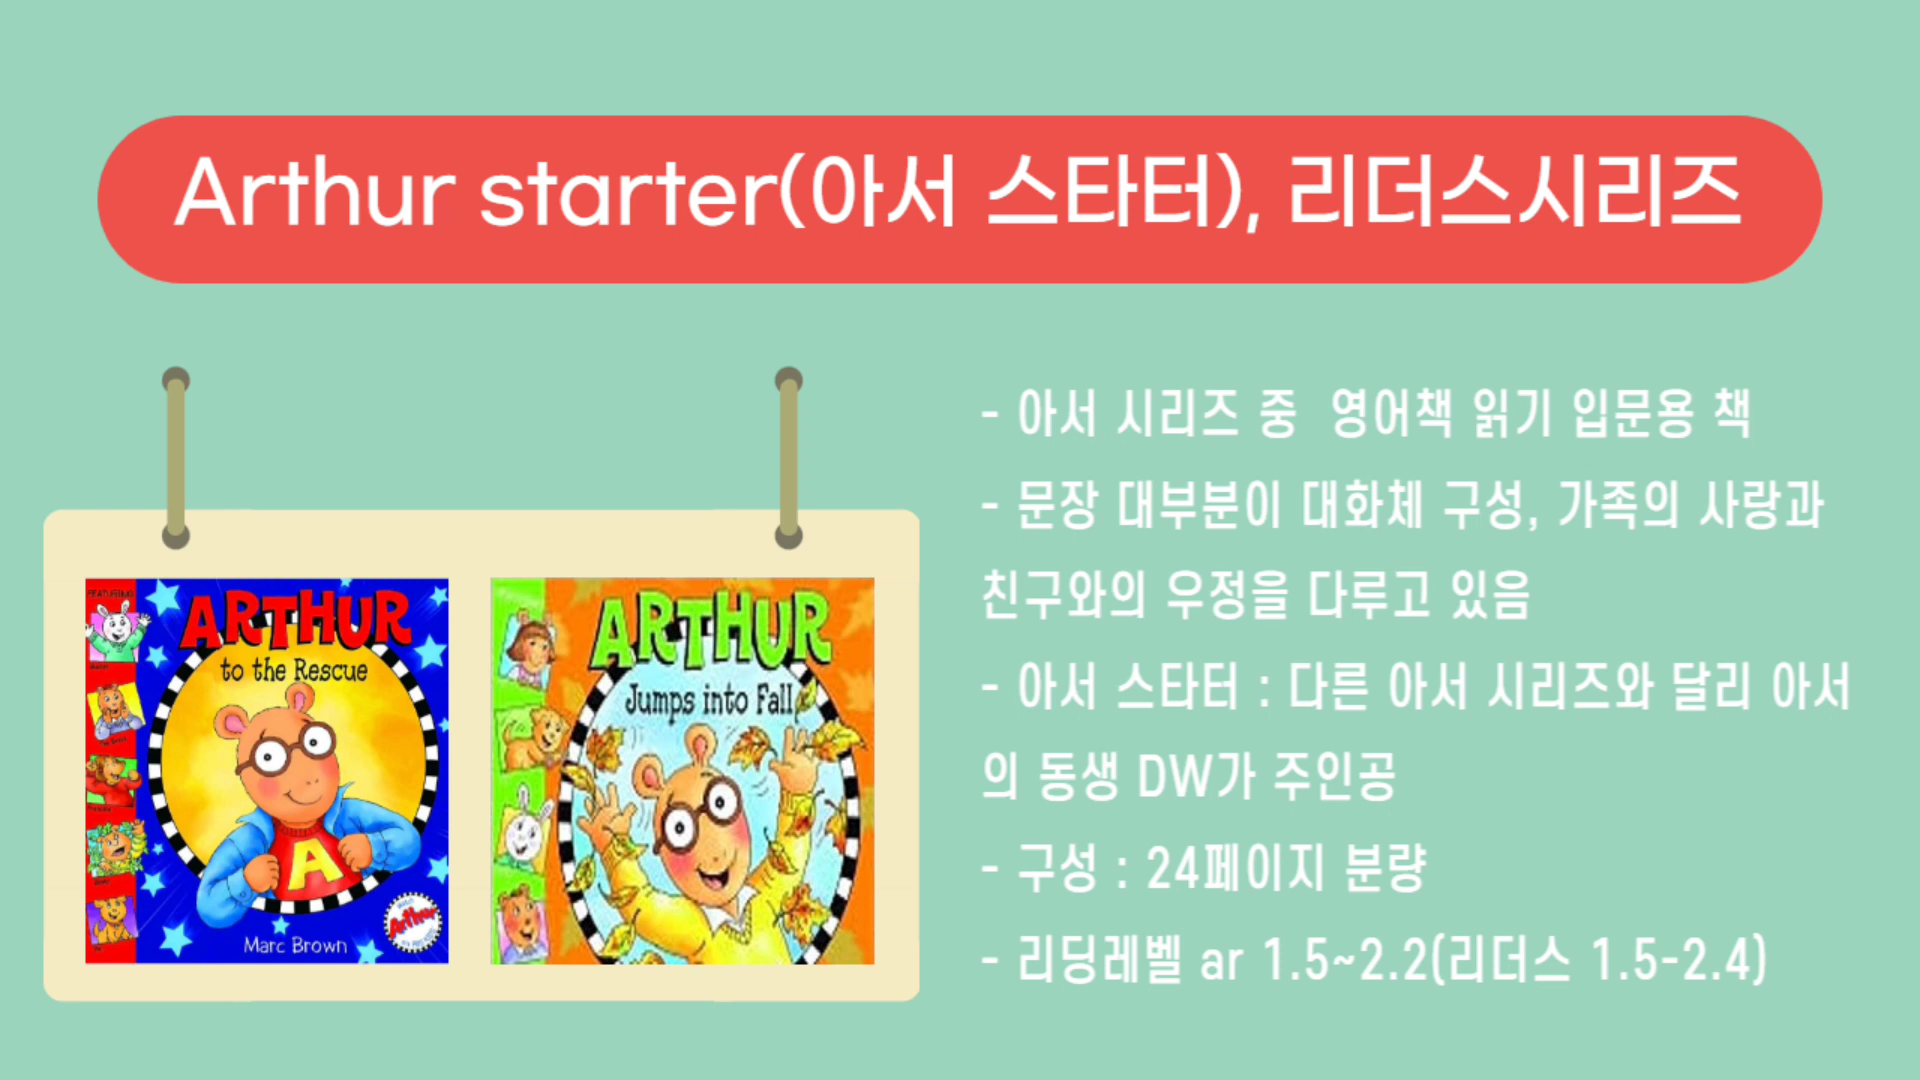 Arthur starter(아서 스타터), 리더스시리즈
- 아서 시리즈 중 영어책 읽기 입문용 책
- 문장 대부분이 대화체 구성, 가족의 사랑과
친구와의 우정을 다루고 있음
- 아서 스타터 : 다른 아서 시리즈와 달리 아서
의 동생 DW가 주인공
- 구성 : 24페이지 분량
- 리딩레벨 ar 1.5~2.2(리더스 1.5-2.4)
FEATURING
ARTHUR
to the Rescue
A
Arthur
Marc Brown
ARTHUR
Jumps into Fall